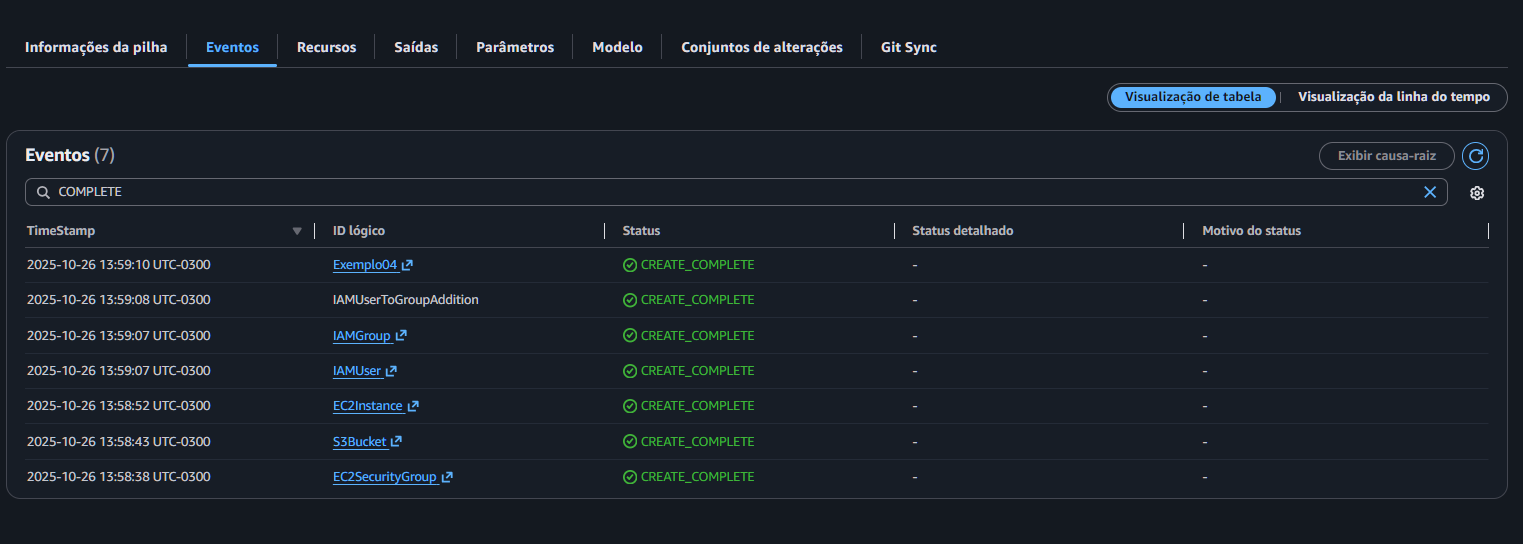 Informações da pilha Eventos Recursos Saídas Parâmetros Modelo Conjuntos de alterações Git Sync
Visualização de tabela Visualização da linha do tempo
Eventos (7) Exibir causa-raiz
COMPLETE
TimeStamp ID lógico Status Status detalhado Motivo do status
2025-10-26 13:59:10 UTC-0300 Exemplo04 CREATE_COMPLETE - -
2025-10-26 13:59:08 UTC-0300 IAMUserToGroupAddition CREATE_COMPLETE - -
2025-10-26 13:59:07 UTC-0300 IAMGroup CREATE_COMPLETE - -
2025-10-26 13:59:07 UTC-0300 IAMUser CREATE_COMPLETE - -
2025-10-26 13:58:52 UTC-0300 EC2Instance CREATE_COMPLETE - -
2025-10-26 13:58:43 UTC-0300 S3Bucket CREATE_COMPLETE - -
2025-10-26 13:58:38 UTC-0300 EC2SecurityGroup CREATE_COMPLETE - -